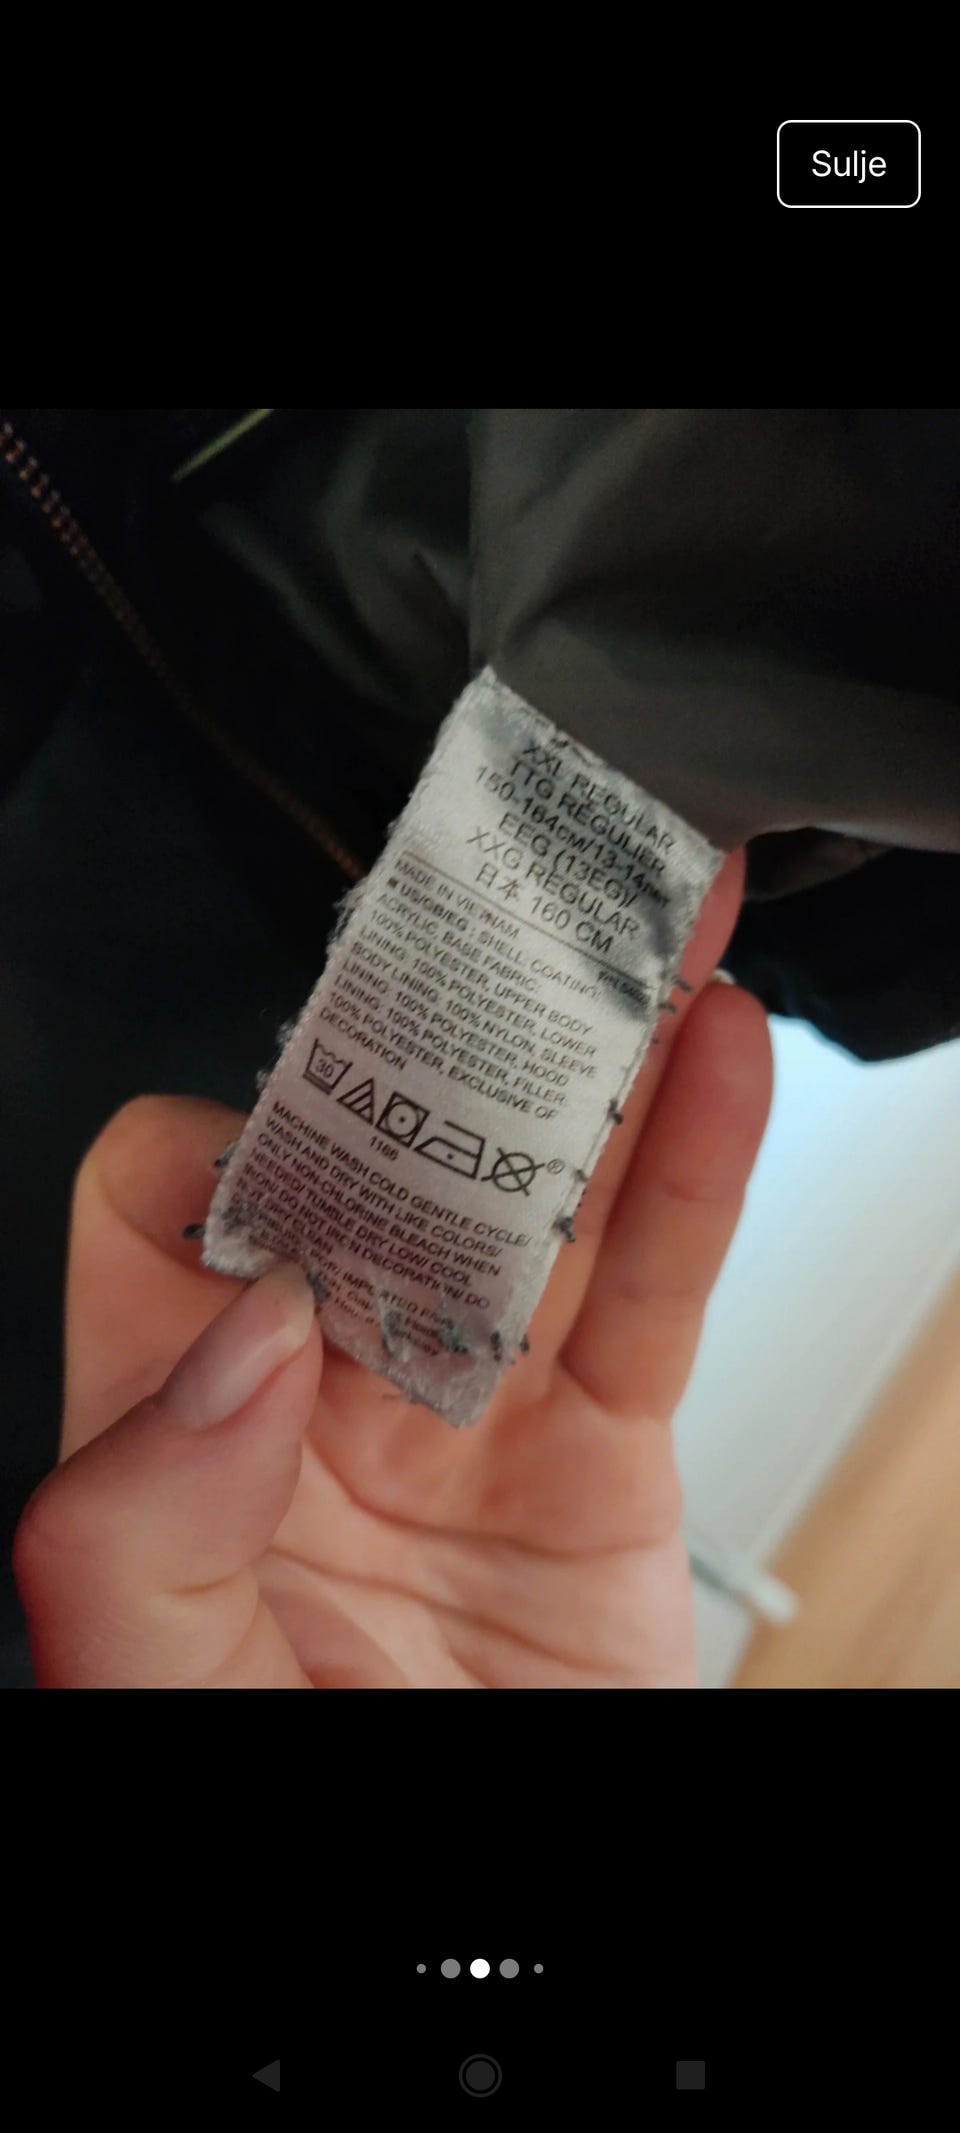 Sulje
XXL REGULAR
TTG REGULIER
150-164CM/13-14
EEG (13EG)/
XXG REGULAR
日本 160 CM
MADE IN VIETNAM
■ US/GB/EG : SHELL: COATING:
ACRYLIC, BASE FABRIC:
100% POLYESTER, UPPER BODY
LINING: 100% POLYESTER, LOWER
BODY LINING: 100% NYLON, SLEEVE
LINING: 100% POLYESTER, HOOD
LINING: 100% POLYESTER, FILLER:
100% POLYESTER, EXCLUSIVE OF
DECORATION
30
1166
MACHINE WASH COLD GENTLE CYCLE/
WASH AND DRY WITH LIKE COLORS/
ONLY NON-CHLORINE BLEACH WHEN
NEEDED/ TUMBLE DRY LOW/ COOL
IRON/ DO NOT IRON DECORATION/ DO
NOT DRY CLEAN
IMPORTED